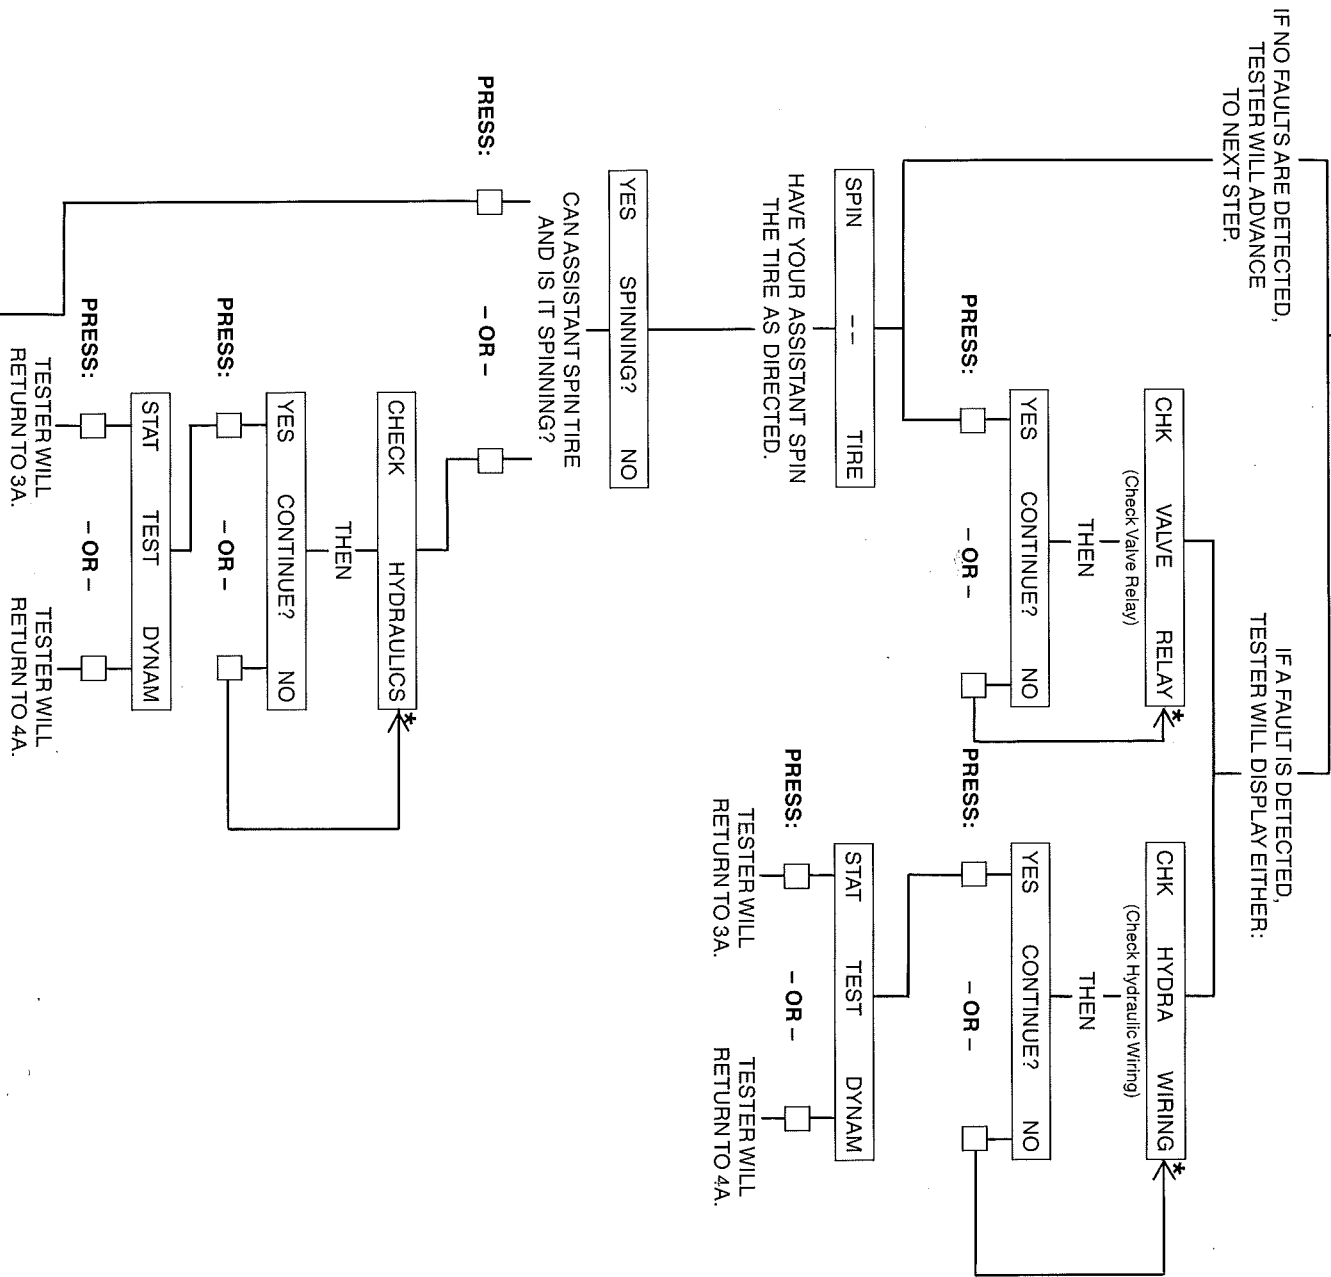 IF NO FAULTS ARE DETECTED,
TESTER WILL ADVANCE
TO NEXT STEP.
IF A FAULT IS DETECTED,
TESTER WILL DISPLAY EITHER:
CHK VALVE RELAY*
(Check Valve Relay)
THEN
YES CONTINUE? NO
PRESS:
– OR –
CHK HYDRA WIRING*
(Check Hydraulic Wiring)
THEN
YES CONTINUE? NO
PRESS:
– OR –
STAT TEST DYNAM
PRESS:
– OR –
TESTER WILL
RETURN TO 3A.
TESTER WILL
RETURN TO 4A.
SPIN -- TIRE
HAVE YOUR ASSISTANT SPIN
THE TIRE AS DIRECTED.
YES SPINNING? NO
CAN ASSISTANT SPIN TIRE
AND IS IT SPINNING?
PRESS:
– OR –
CHECK HYDRAULICS*
THEN
YES CONTINUE? NO
PRESS:
– OR –
STAT TEST DYNAM
PRESS:
– OR –
TESTER WILL
RETURN TO 3A.
TESTER WILL
RETURN TO 4A.